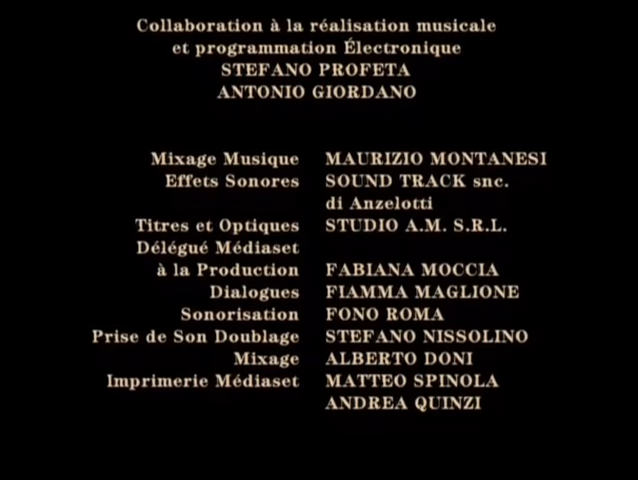 Collaboration à la réalisation musicale
et programmation Électronique
STEFANO PROFETA
ANTONIO GIORDANO
Mixage Musique MAURIZIO MONTANESI
Effets Sonores SOUND TRACK snc.
di Anzelotti
Titres et Optiques STUDIO A.M. S.R.L.
Délégué Médiaset
à la Production FABIANA MOCCIA
Dialogues FIAMMA MAGLIONE
Sonorisation FONO ROMA
Prise de Son Doublage STEFANO NISSOLINO
Mixage ALBERTO DONI
Imprimerie Médiaset MATTEO SPINOLA
ANDREA QUINZI